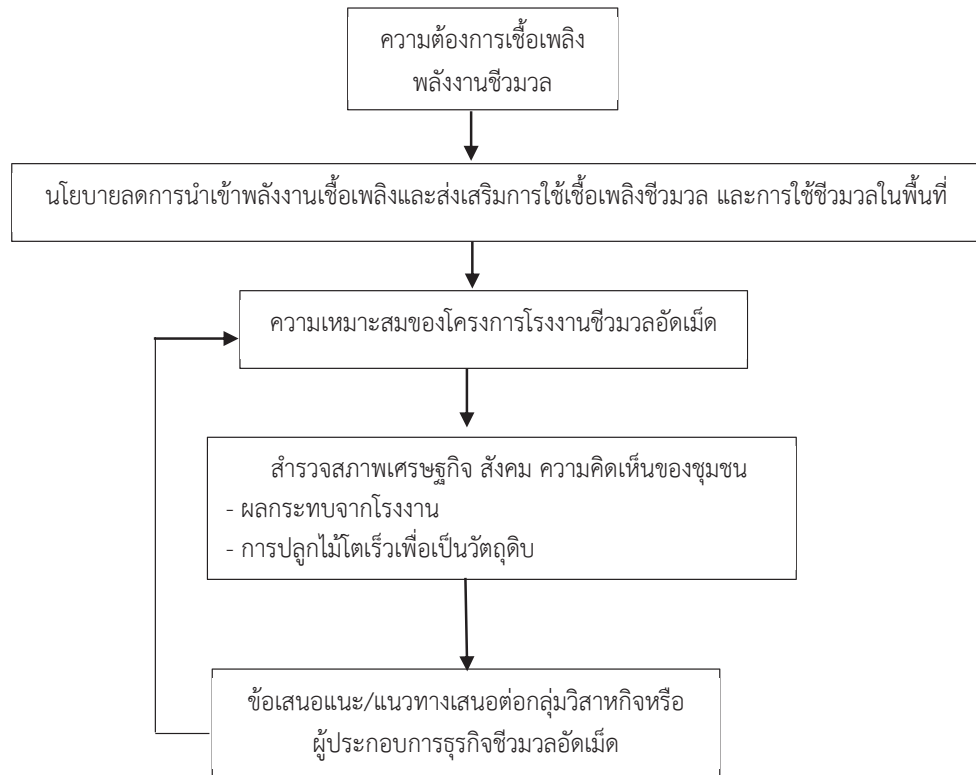 ความต้องการเชื้อเพลิง
พลังงานชีวมวล
นโยบายลดการนำเข้าพลังงานเชื้อเพลิงและส่งเสริมการใช้เชื้อเพลิงชีวมวล และการใช้ชีวมวลในพื้นที่
ความเหมาะสมของโครงการโรงงานชีวมวลอัดเม็ด
สำรวจสภาพเศรษฐกิจ สังคม ความคิดเห็นของชุมชน
- ผลกระทบจากโรงงาน
- การปลูกไม้โตเร็วเพื่อเป็นวัตถุดิบ
ข้อเสนอแนะ/แนวทางเสนอต่อกลุ่มวิสาหกิจหรือ
ผู้ประกอบการธุรกิจชีวมวลอัดเม็ด